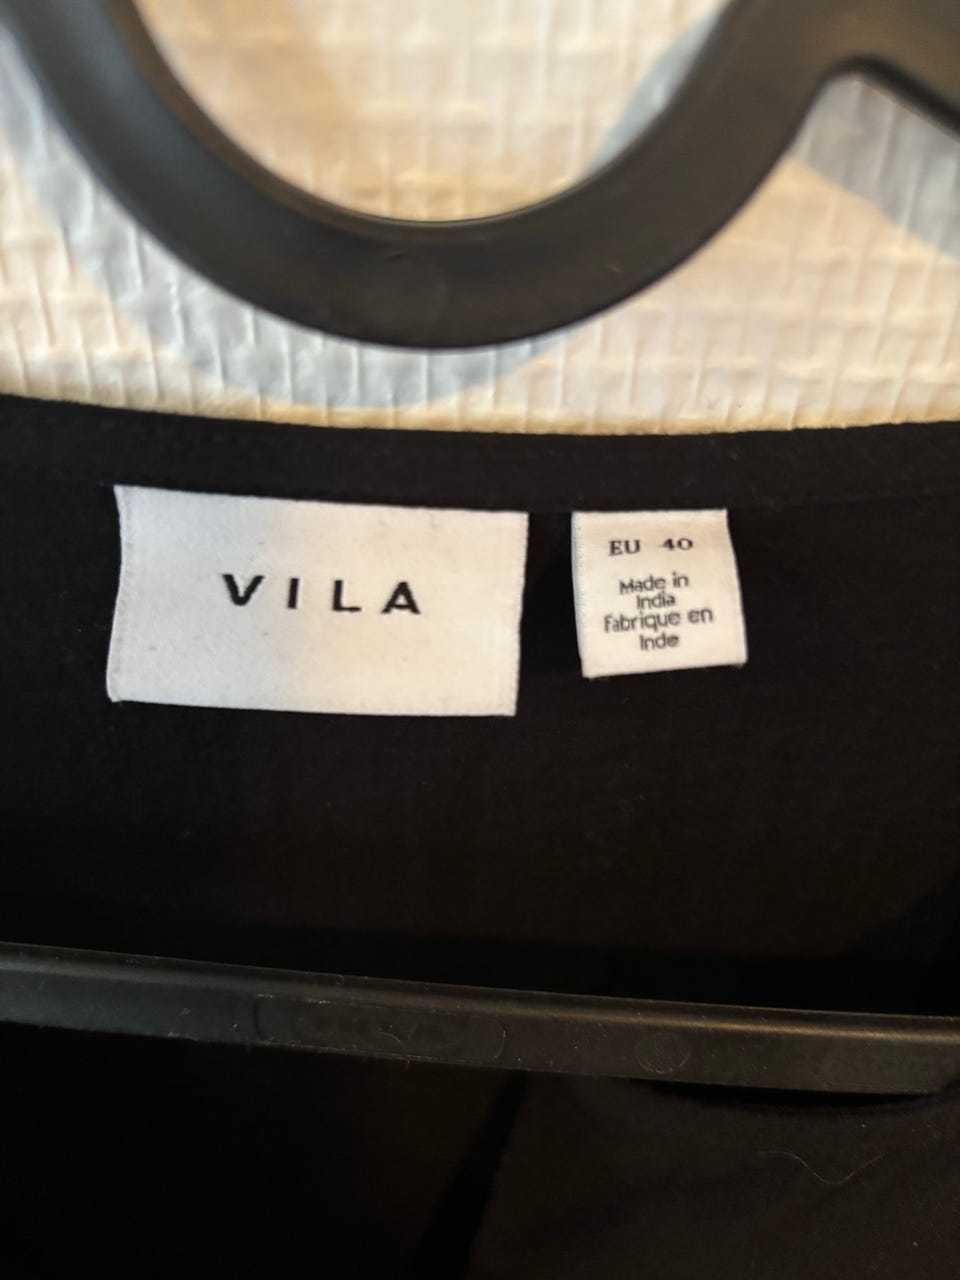 VILA
EU 40
Made in
India
Fabrique en
Inde